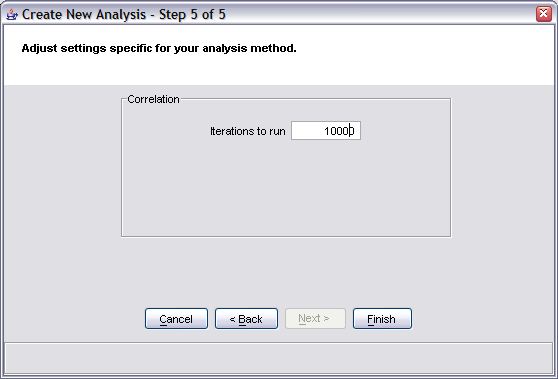 Create New Analysis - Step 5 of 5
Adjust settings specific for your analysis method.
Correlation
Iterations to run 10000
Cancel < Back Next > Finish